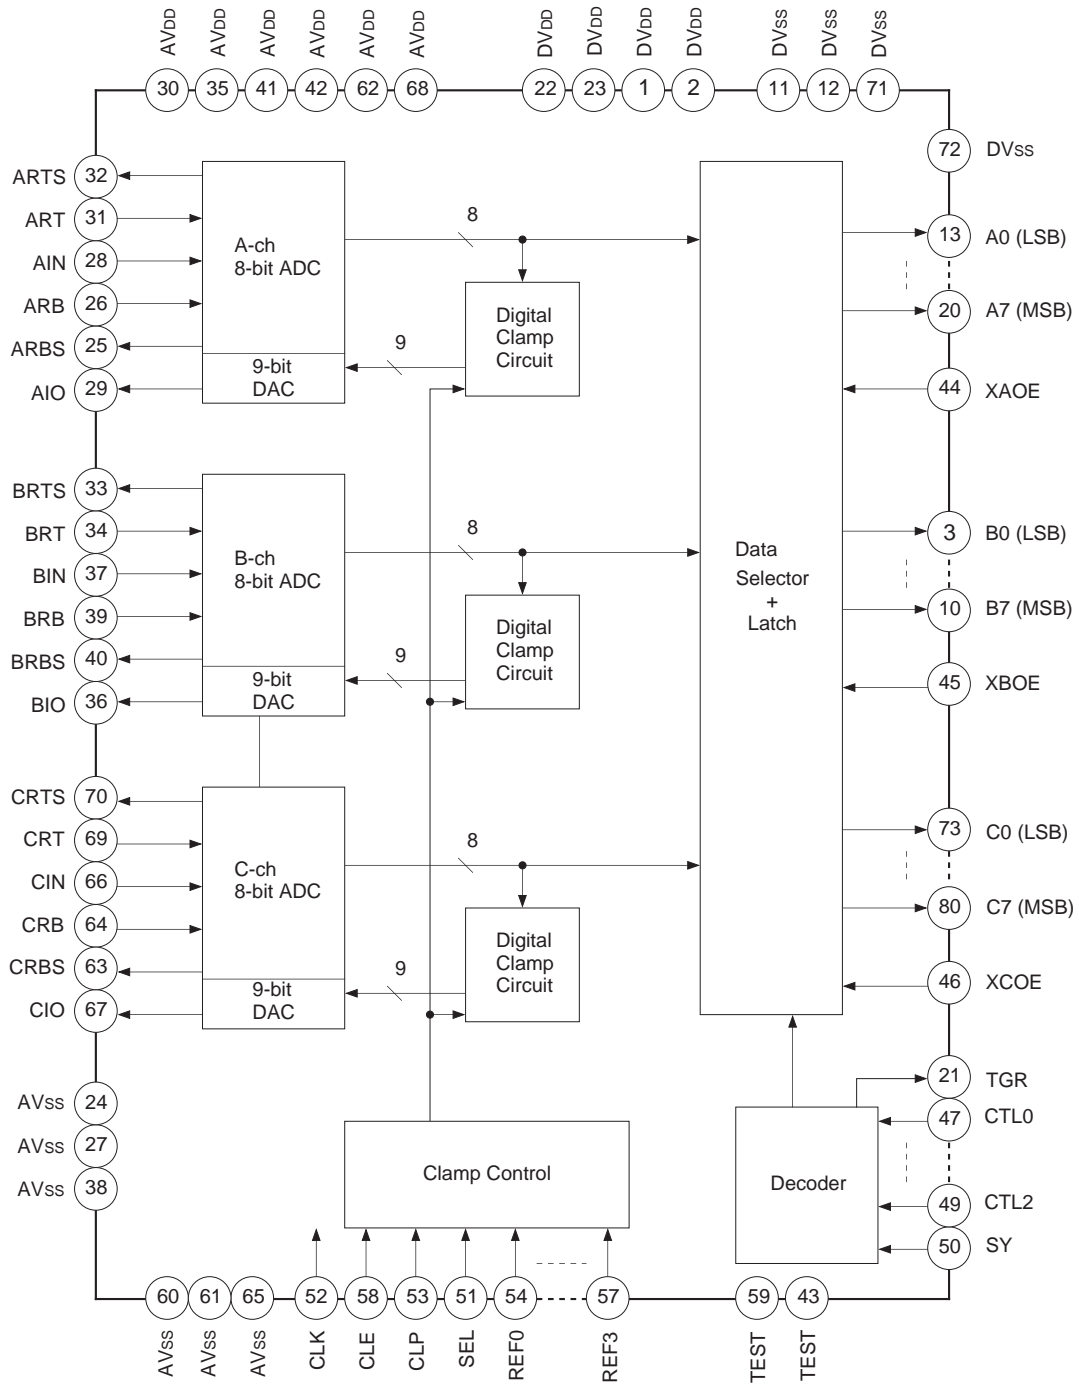 AVDD
AVDD
AVDD
AVDD
AVDD
AVDD
DVDD
DVDD
DVDD
DVDD
DVSS
DVSS
DVSS
30
35
41
42
62
68
22
23
1
2
11
12
71
72
DVSS
ARTS
32
ART
31
AIN
28
ARB
26
ARBS
25
AIO
29
A-ch
8-bit ADC
9-bit
DAC
8
9
Digital
Clamp
Circuit
13
A0 (LSB)
20
A7 (MSB)
44
XAOE
BRTS
33
BRT
34
BIN
37
BRB
39
BRBS
40
BIO
36
B-ch
8-bit ADC
9-bit
DAC
8
9
Digital
Clamp
Circuit
Data
Selector
+
Latch
3
B0 (LSB)
10
B7 (MSB)
45
XBOE
CRTS
70
CRT
69
CIN
66
CRB
64
CRBS
63
CIO
67
C-ch
8-bit ADC
9-bit
DAC
8
9
Digital
Clamp
Circuit
73
C0 (LSB)
80
C7 (MSB)
46
XCOE
AVSS
24
AVSS
27
AVSS
38
Clamp Control
Decoder
21
TGR
47
CTL0
49
CTL2
50
SY
60
61
65
52
58
53
51
54
57
59
43
AVSS
AVSS
AVSS
CLK
CLE
CLP
SEL
REF0
REF3
TEST
TEST